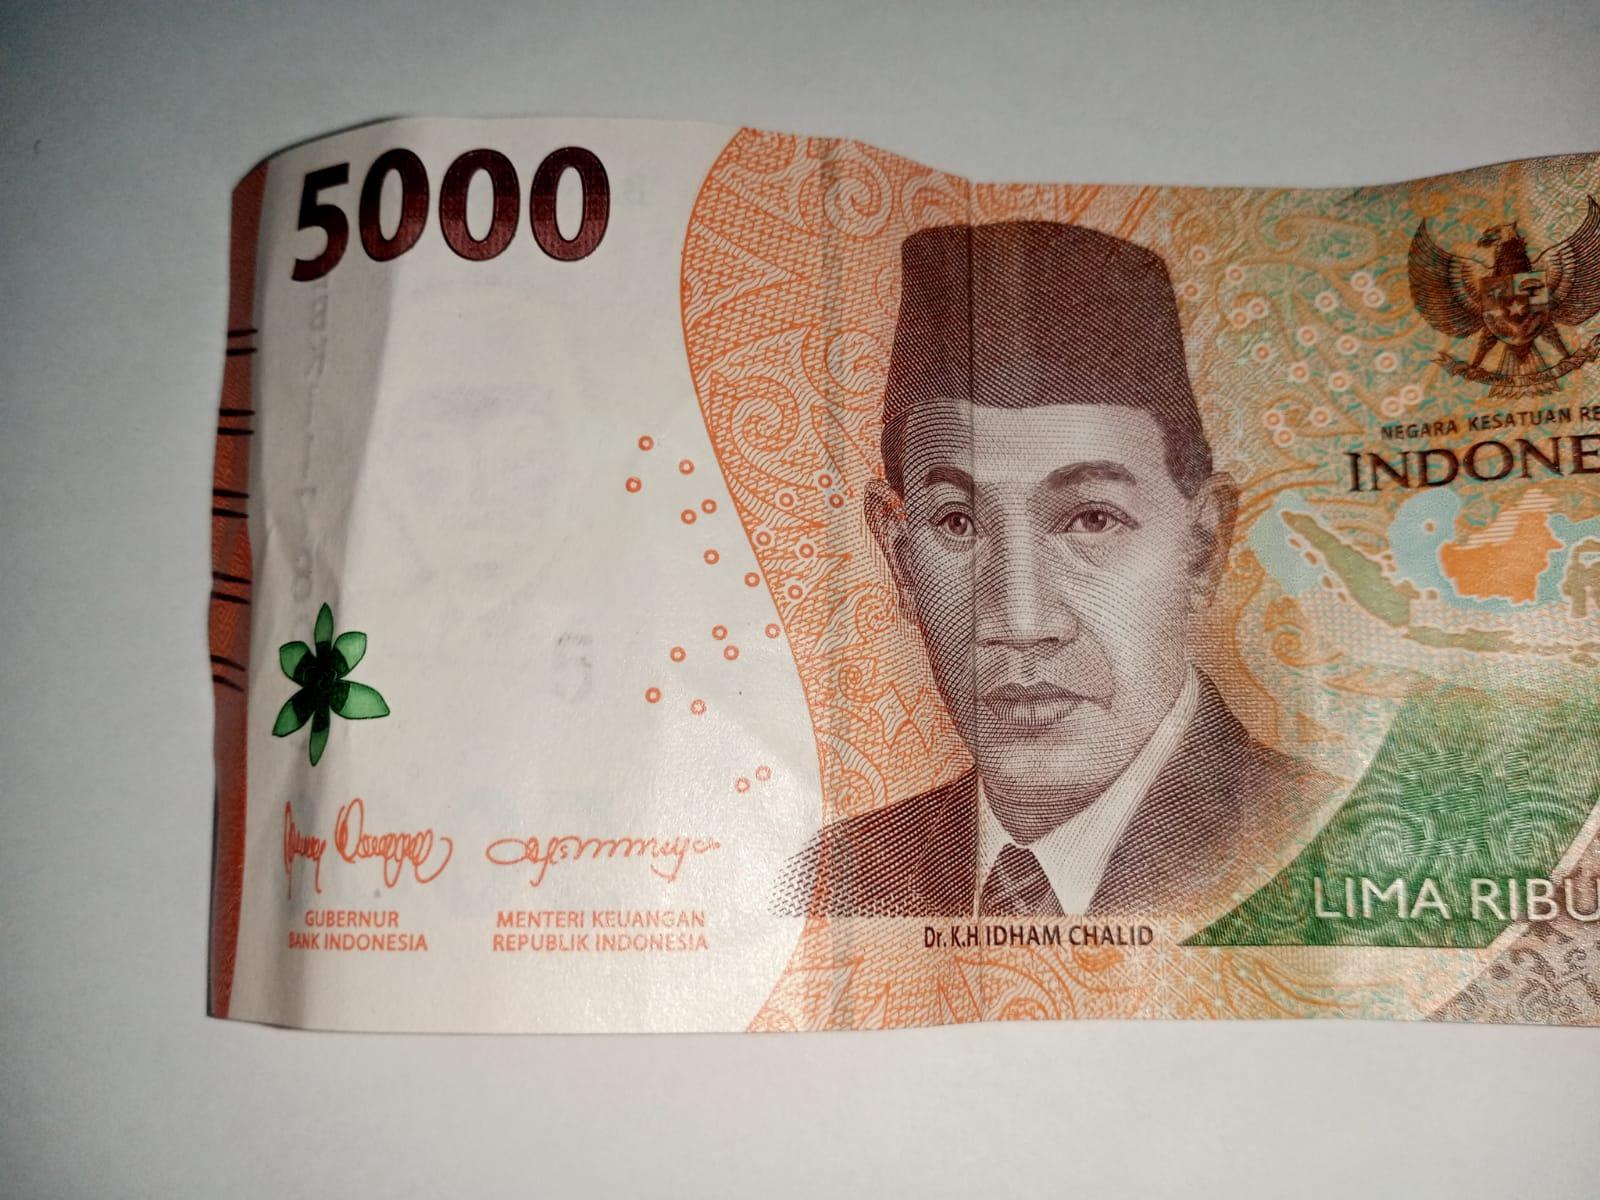 5000
NEGARA KESATUAN RE
INDONE
LIMA RIBU
Dr. K.H IDHAM CHALID
GUBERNUR
BANK INDONESIA
MENTERI KEUANGAN
REPUBLIK INDONESIA